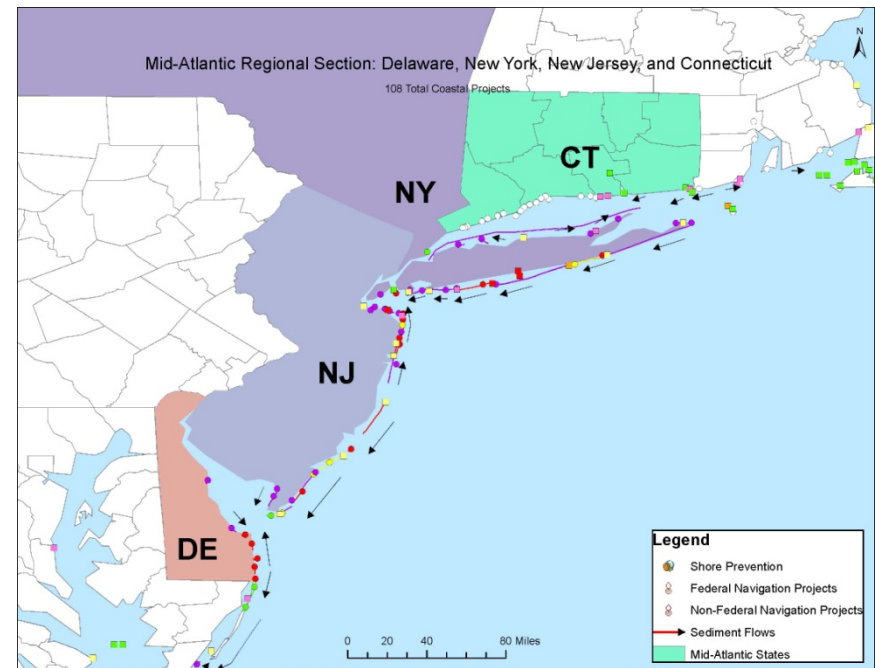 Mid-Atlantic Regional Section: Delaware, New York, New Jersey, and Connecticut
108 Total Coastal Projects
N
CT
NY
NJ
DE
Legend
Shore Prevention
Federal Navigation Projects
Non-Federal Navigation Projects
Sediment Flows
Mid-Atlantic States
0 20 40 80 Miles